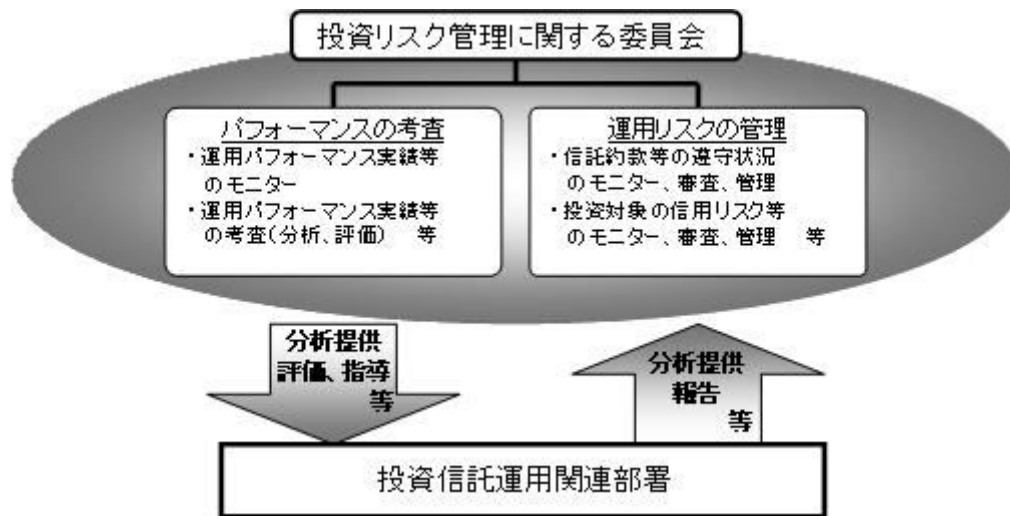 投資リスク管理に関する委員会
パフォーマンスの考査
・運用パフォーマンス実績等
のモニター
・運用パフォーマンス実績等
の考査(分析、評価) 等
運用リスクの管理
・信託約款等の遵守状況
のモニター、審査、管理
・投資対象の信用リスク等
のモニター、審査、管理 等
分析提供
評価、指導
等
分析提供
報告
等
投資信託運用関連部署